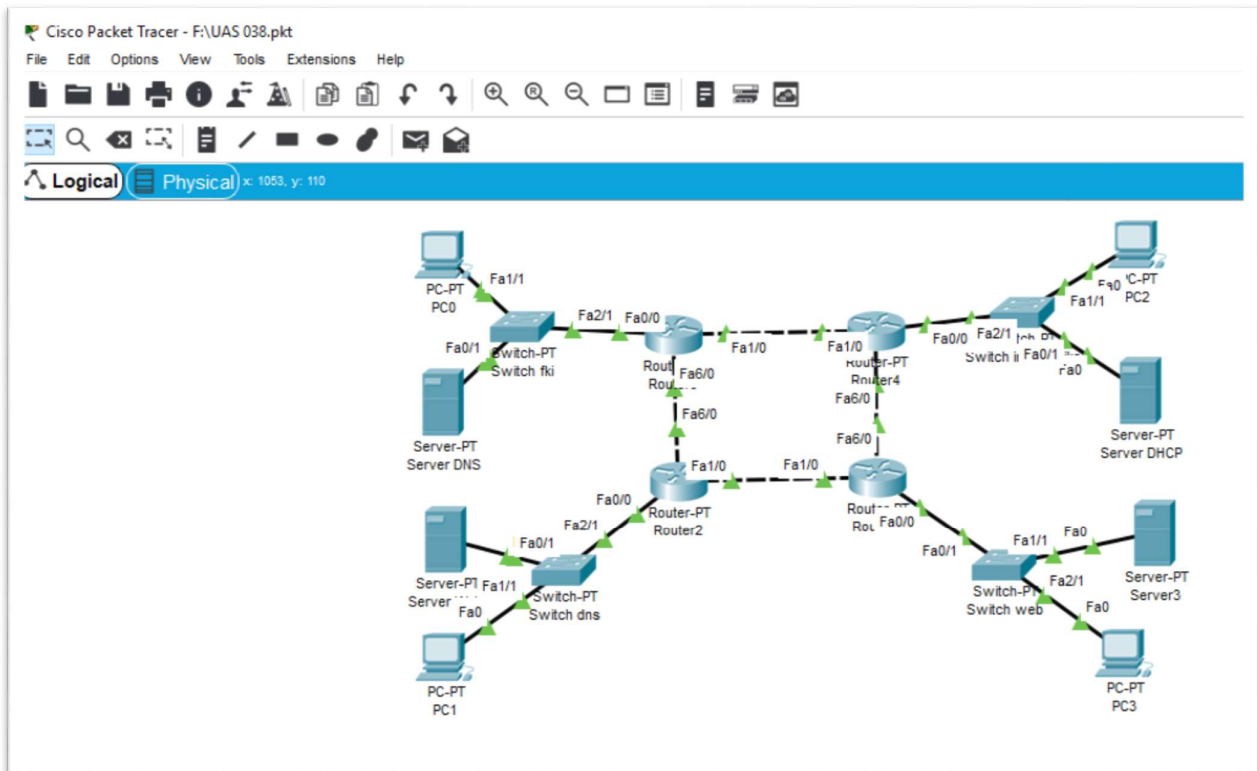 Cisco Packet Tracer - F:\UAS 038.pkt
File Edit Options View Tools Extensions Help
Logical Physical x: 1053, y: 110
PC-PT
PC0
Fa1/1
Fa0/1
Switch-PT
Switch fki
Fa2/1
Fa0/0
Server-PT
Server DNS
Fa1/0
Fa6/0
Fa1/0
Router-PT
Router4
Fa0/0
Fa6/0
Fa2/1
Fa1/1
Fa0
PC2
Fa0/1
Fa0
Server-PT
Server DHCP
Fa6/0
Fa1/0
Router-PT
Router2
Fa0/0
Fa6/0
Fa1/0
Fa0/0
Server-PT
Server
Fa0/1
Fa2/1
Fa1/1
Fa0
Switch-PT
Switch dns
PC-PT
PC1
Fa0/1
Fa1/1
Fa0
Switch-PT
Switch web
Fa2/1
Fa0
Server-PT
Server3
PC-PT
PC3